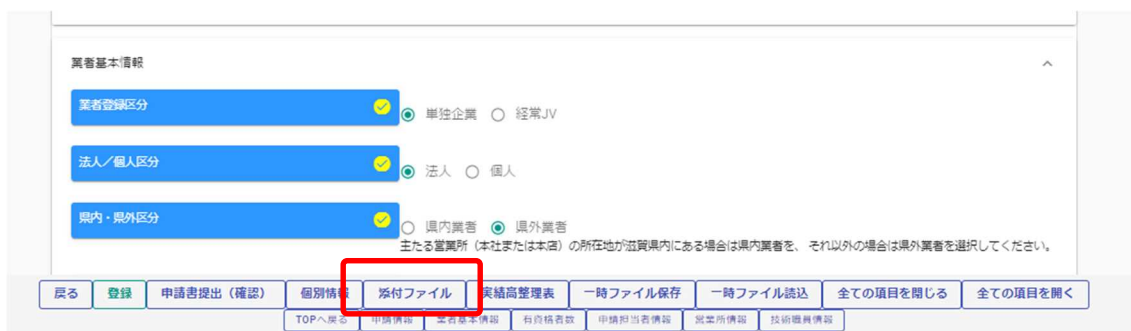 業者基本情報
業者登録区分
単独企業 経常JV
法人/個人区分
法人 個人
県内・県外区分
県内業者 県外業者
主たる営業所（本社または本店）の所在地が滋賀県内にある場合は県内業者を、それ以外の場合は県外業者を選択してください。
戻る 登録 申請書提出（確認） 個別情報 添付ファイル 実績高整理表 一時ファイル保存 一時ファイル読込 全ての項目を閉じる 全ての項目を開く
TOPへ戻る 申請情報 業者基本情報 有資格者数 申請担当者情報 営業所情報 技術職員情報